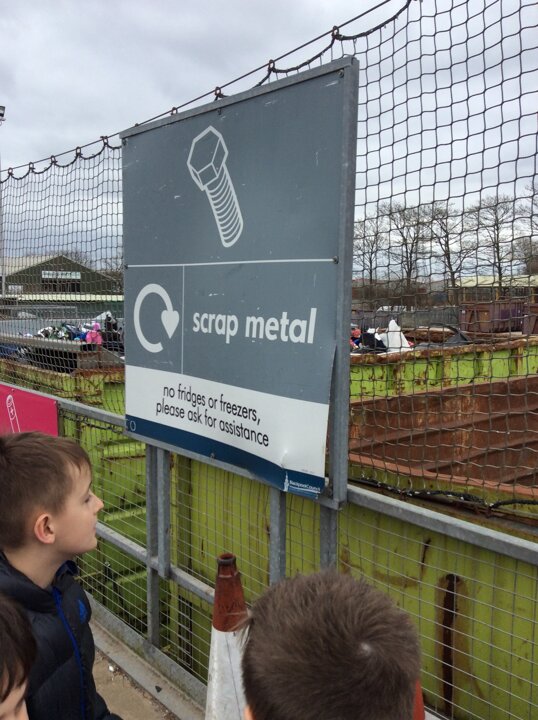 scrap metal
no fridges or freezers,
please ask for assistance